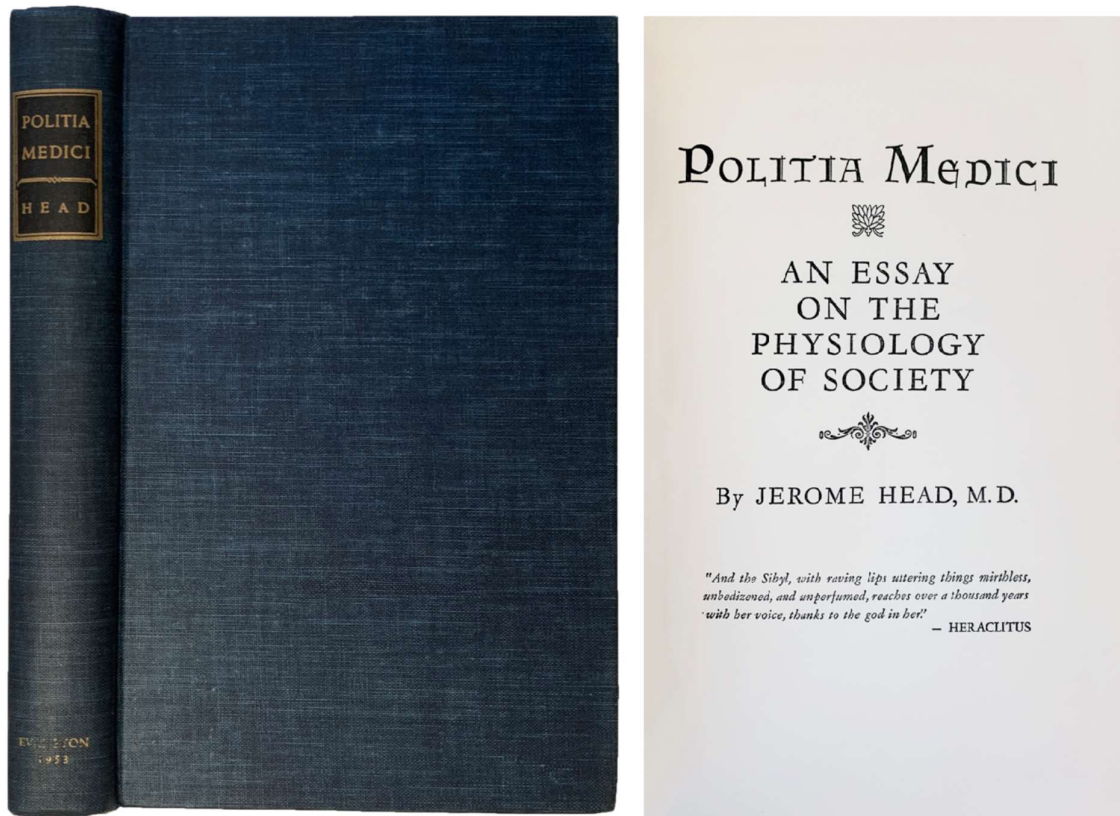 POLITIA
MEDICI
HEAD
1953
POLITIA MEDICI
AN ESSAY
ON THE
PHYSIOLOGY
OF SOCIETY
By JEROME HEAD, M.D.
"And the Sibyl, with raving lips uttering things mirthless,
unbedizened, and unperfumed, reaches over a thousand years
with her voice, thanks to the god in her."
— HERACLITUS